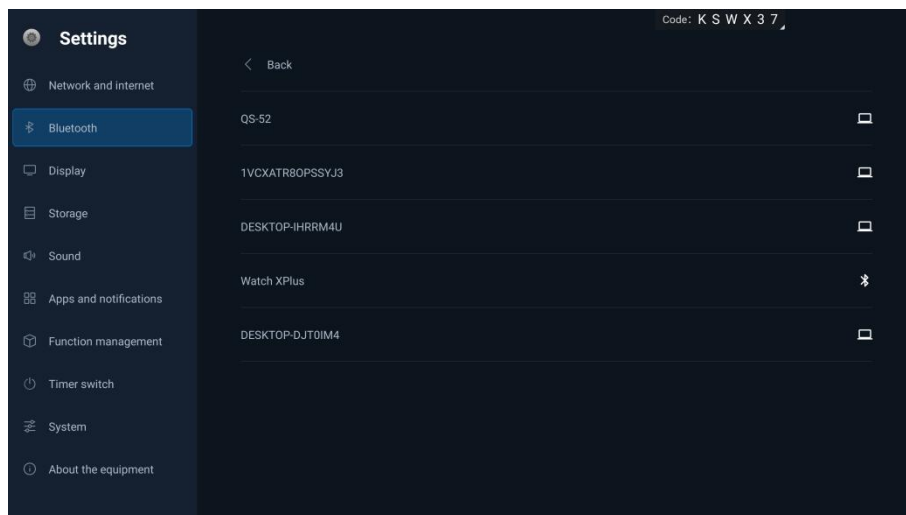 Settings
Code: K S W X 3 7
Back
Network and internet
Bluetooth
Display
Storage
Sound
Apps and notifications
Function management
Timer switch
System
About the equipment
QS-52
1VCXATR8OPSSYJ3
DESKTOP-IHRRM4U
Watch XPlus
DESKTOP-DJT0IM4